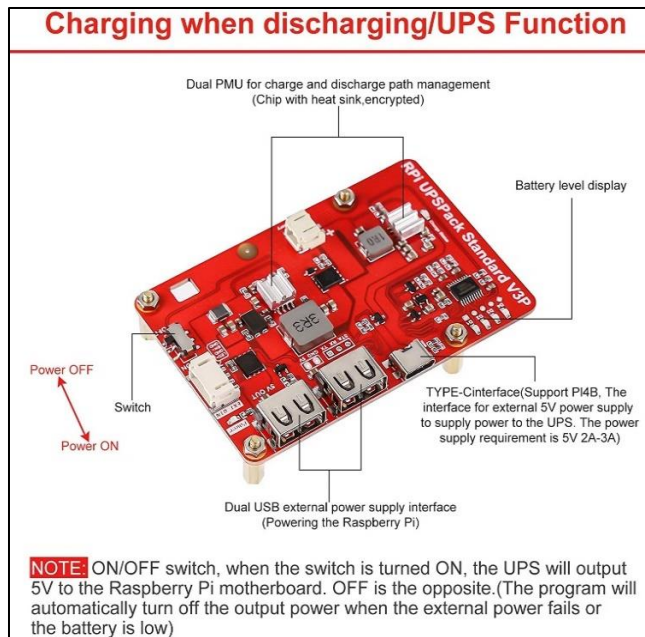 Charging when discharging/UPS Function
Dual PMU for charge and discharge path management
(Chip with heat sink,encrypted)
Battery level display
RPI UPSPack Standard V3P
1R0
3R3
5V OUT
Power OFF
Switch
Power ON
TYPE-Cinterface(Support PI4B, The
interface for external 5V power supply
to supply power to the UPS. The power
supply requirement is 5V 2A-3A)
Dual USB external power supply interface
(Powering the Raspberry Pi)
NOTE: ON/OFF switch, when the switch is turned ON, the UPS will output
5V to the Raspberry Pi motherboard. OFF is the opposite.(The program will
automatically turn off the output power when the external power fails or
the battery is low)